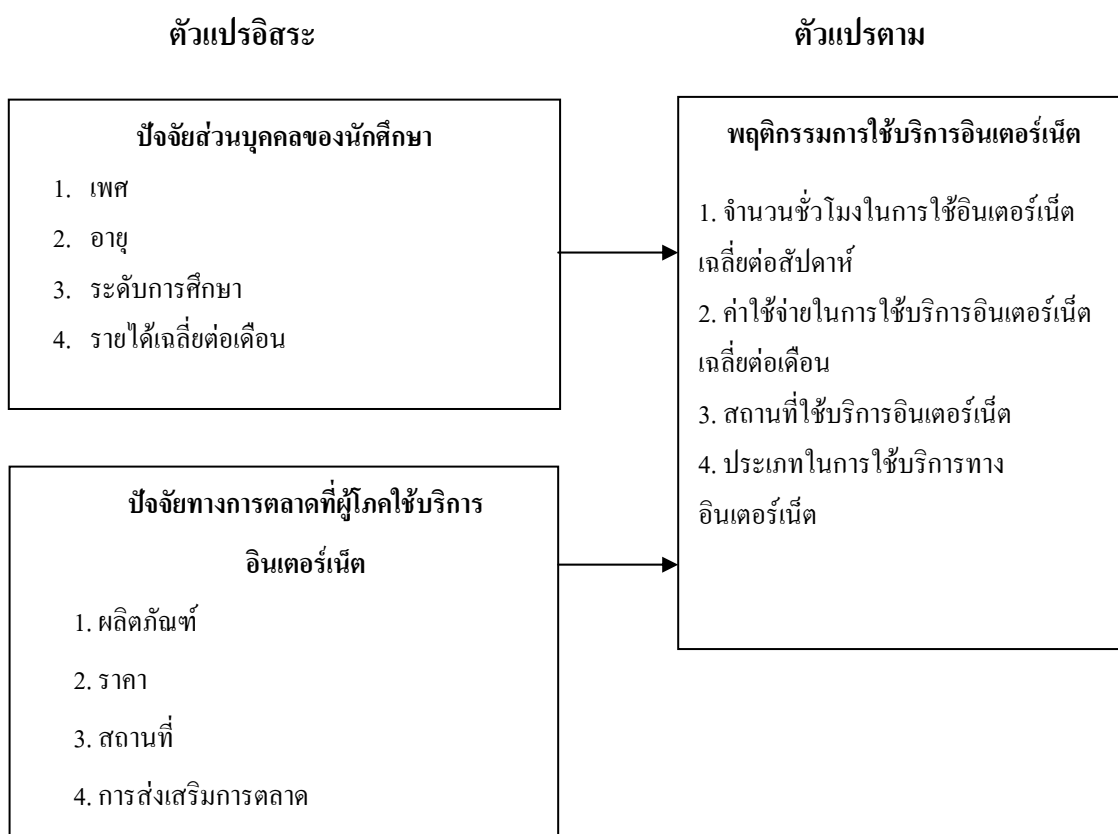 ตัวแปรอิสระ
ตัวแปรตาม
ปัจจัยส่วนบุคคลของนักศึกษา
1. เพศ
2. อายุ
3. ระดับการศึกษา
4. รายได้เฉลี่ยต่อเดือน
พฤติกรรมการใช้บริการอินเตอร์เน็ต
1. จำนวนชั่วโมงในการใช้อินเตอร์เน็ต
เฉลี่ยต่อสัปดาห์
2. ค่าใช้จ่ายในการใช้บริการอินเตอร์เน็ต
เฉลี่ยต่อเดือน
3. สถานที่ใช้บริการอินเตอร์เน็ต
4. ประเภทในการใช้บริการทาง
อินเตอร์เน็ต
ปัจจัยทางการตลาดที่ผู้โภคใช้บริการ
อินเตอร์เน็ต
1. ผลิตภัณฑ์
2. ราคา
3. สถานที่
4. การส่งเสริมการตลาด